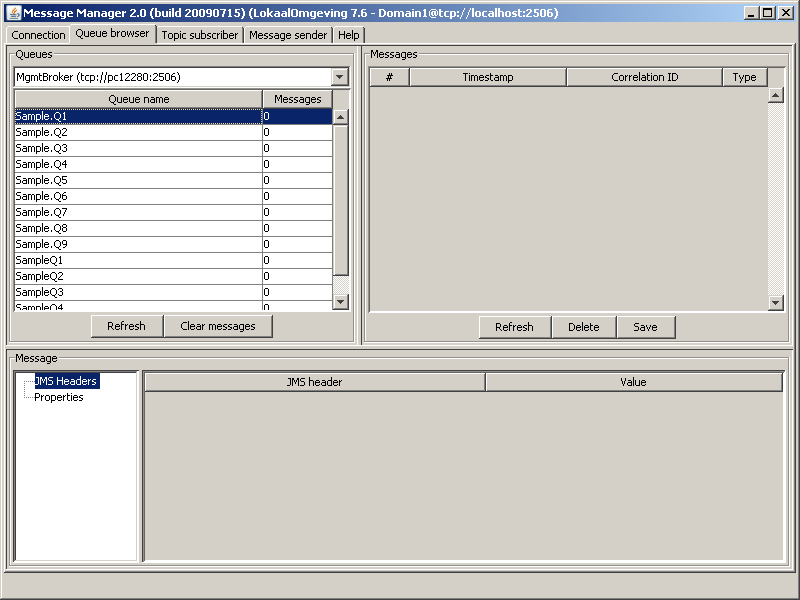 Message Manager 2.0 (build 20090715) (LokaalOmgeving 7.6 - Domain1@tcp://localhost:2506)
Connection Queue browser Topic subscriber Message sender Help
Queues
MgmtBroker (tcp://pc12280:2506)
Queue name Messages
Sample.Q1 0
Sample.Q2 0
Sample.Q3 0
Sample.Q4 0
Sample.Q5 0
Sample.Q6 0
Sample.Q7 0
Sample.Q8 0
Sample.Q9 0
SampleQ1 0
SampleQ2 0
SampleQ3 0
SampleQ4 0
Refresh Clear messages
Messages
# Timestamp Correlation ID Type
Refresh Delete Save
Message
JMS Headers
Properties
JMS header Value